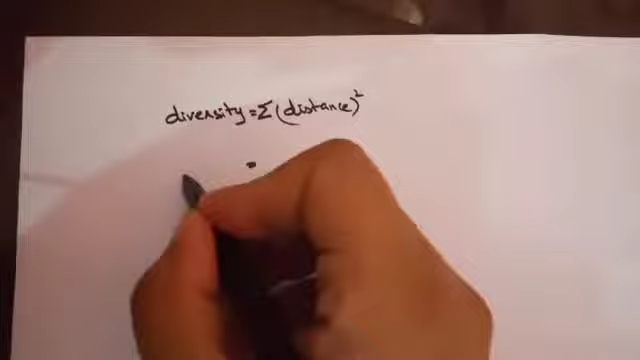 diversity = Σ (distance)²